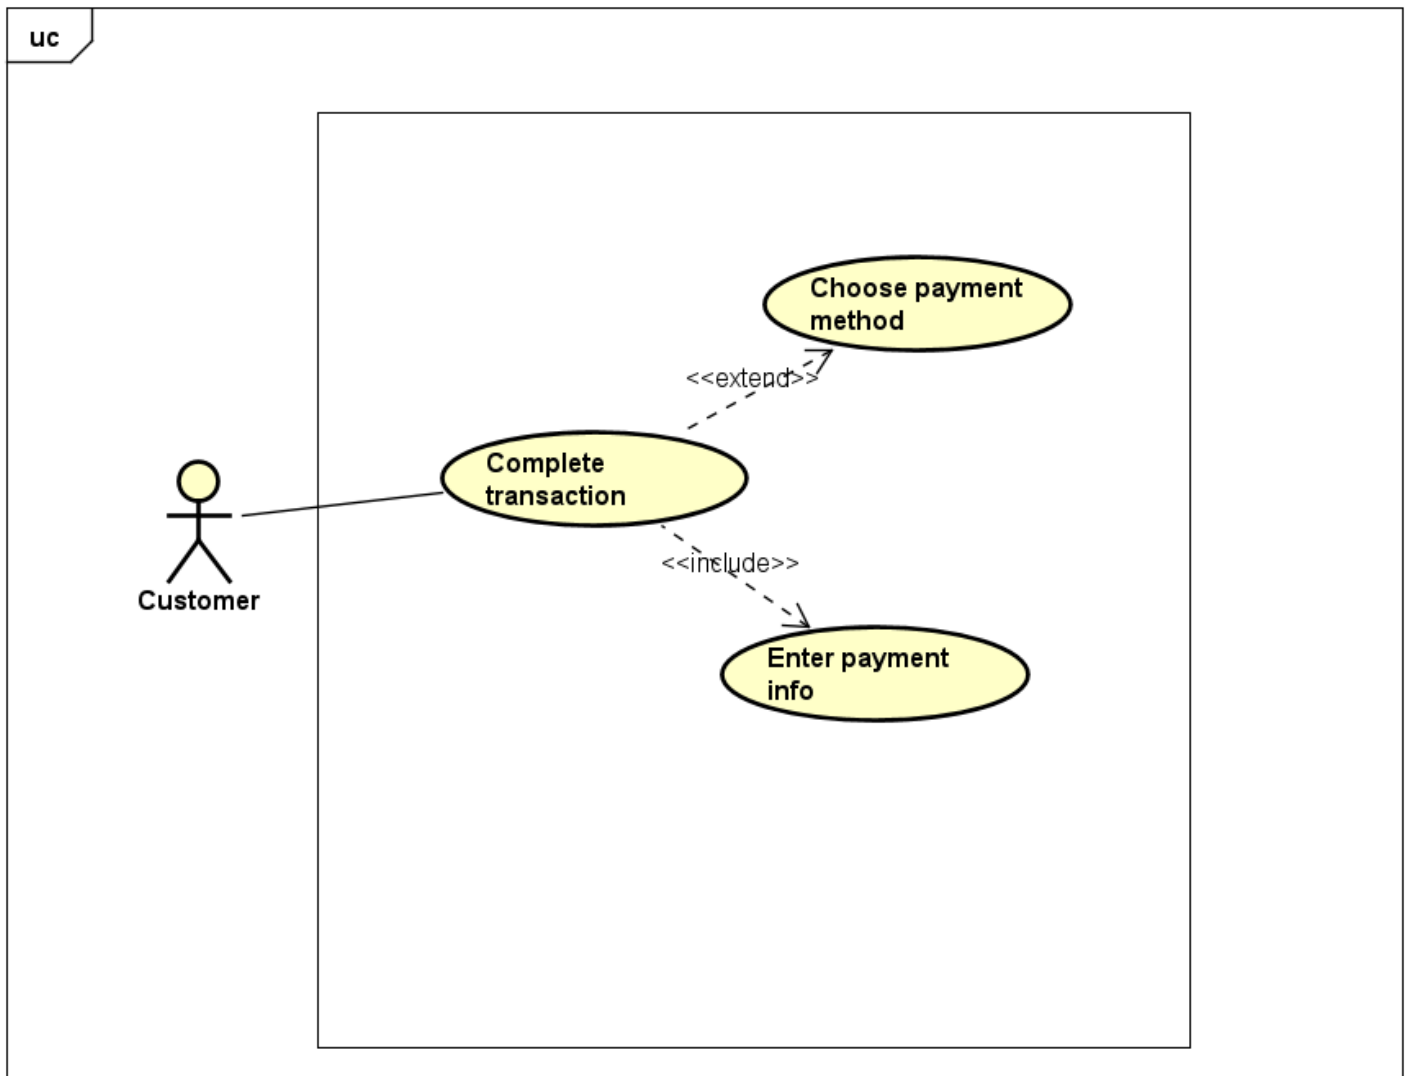 uc
Choose payment
method
<<extend>>
Complete
transaction
<<include>>
Customer
Enter payment
info